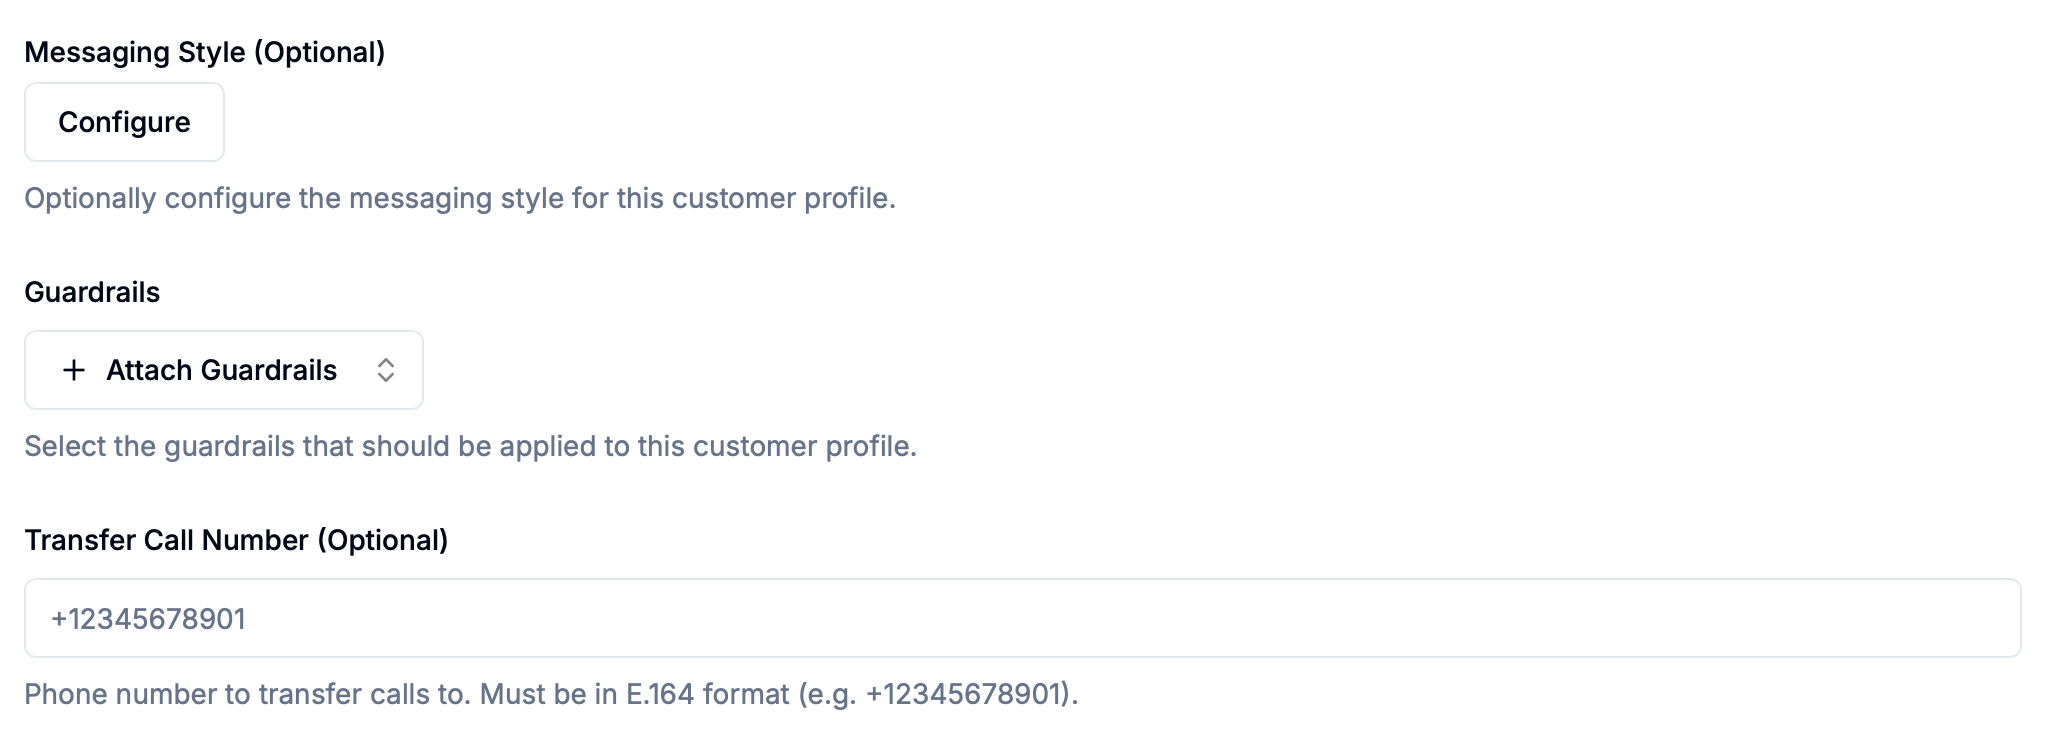 Messaging Style (Optional)
Configure
Optionally configure the messaging style for this customer profile.
Guardrails
+ Attach Guardrails
Select the guardrails that should be applied to this customer profile.
Transfer Call Number (Optional)
+12345678901
Phone number to transfer calls to. Must be in E.164 format (e.g. +12345678901).